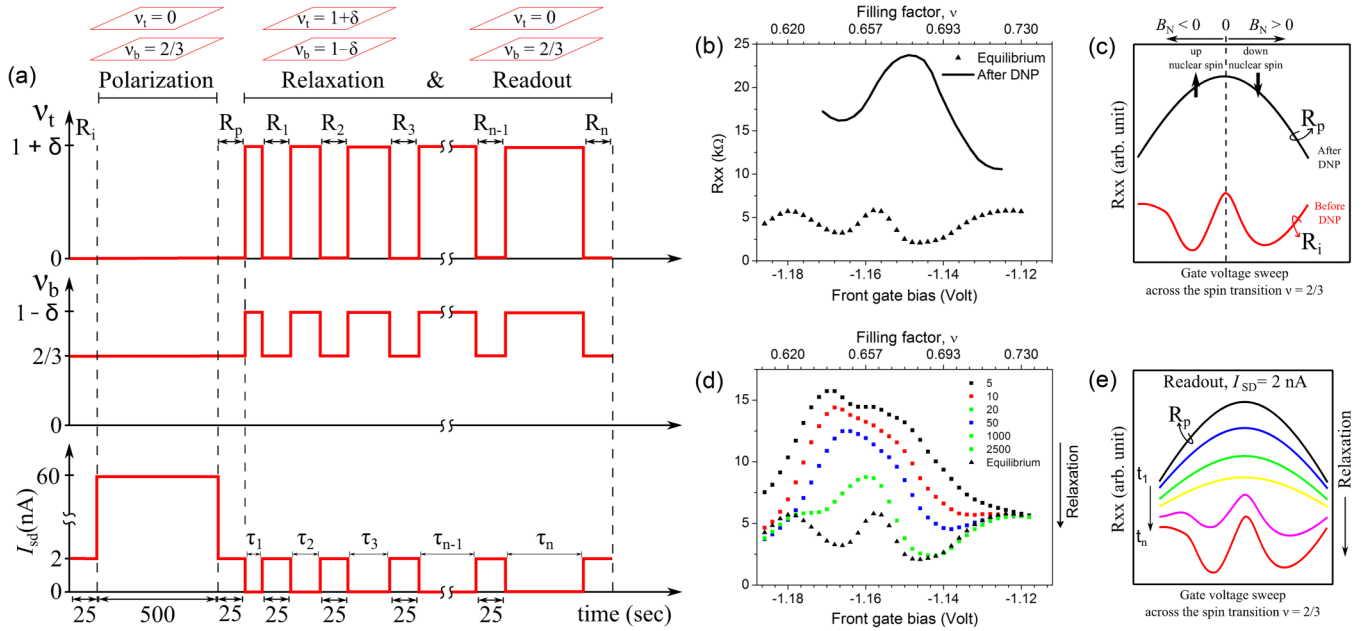 ν_t = 0
ν_b = 2/3
ν_t = 1+δ
ν_b = 1−δ
ν_t = 0
ν_b = 2/3
(a)
Polarization
Relaxation & Readout
ν_t
R_i
R_p
R_1
R_2
R_3
R_n-1
R_n
1 + δ
0
ν_b
1 − δ
2/3
0
I_sd(nA)
60
2
0
τ_1
τ_2
τ_3
τ_n-1
τ_n
25
500
25
25
25
25
25
time (sec)
(b)
Filling factor, ν
0.620 0.657 0.693 0.730
Equilibrium
After DNP
Rxx (kΩ)
25
20
15
10
5
0
-1.18 -1.16 -1.14 -1.12
Front gate bias (Volt)
(c)
B_N < 0 0 B_N > 0
up
nuclear spin
down
nuclear spin
R_p
After
DNP
Before
DNP
R_i
Rxx (arb. unit)
Gate voltage sweep
across the spin transition ν = 2/3
(d)
Filling factor, ν
0.620 0.657 0.693 0.730
5
10
20
50
1000
2500
Equilibrium
Relaxation
15
10
5
0
-1.18 -1.16 -1.14 -1.12
Front gate bias (Volt)
(e)
Readout, I_SD = 2 nA
R_p
t_1
t_n
Rxx (arb. unit)
Relaxation
Gate voltage sweep
across the spin transition ν = 2/3